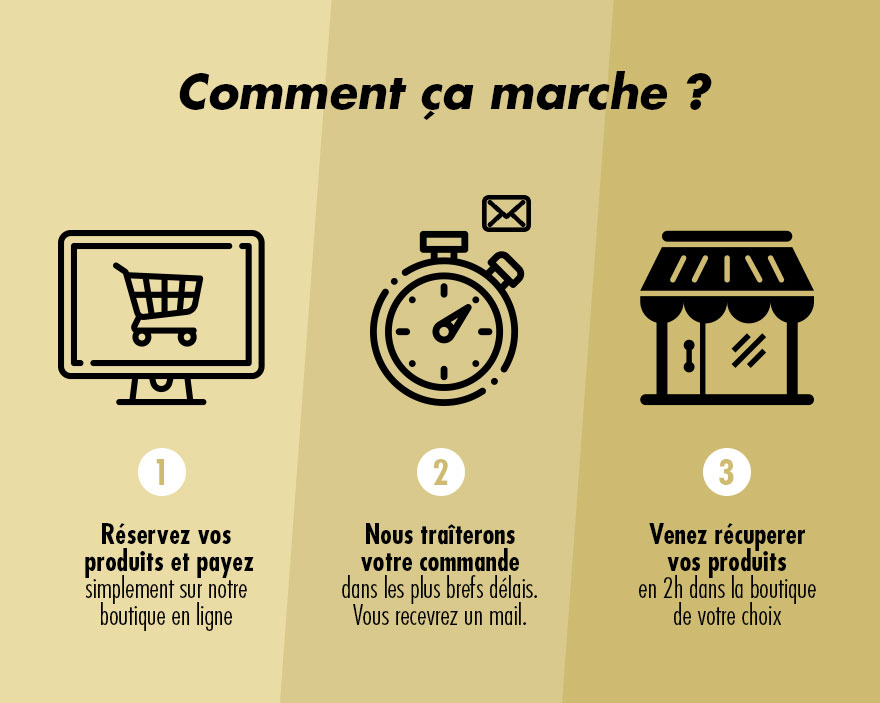 Comment ça marche ?
1
Réservez vos
produits et payez
simplement sur notre
boutique en ligne
2
Nous traîterons
votre commande
dans les plus brefs délais.
Vous recevrez un mail.
3
Venez récuperer
vos produits
en 2h dans la boutique
de votre choix